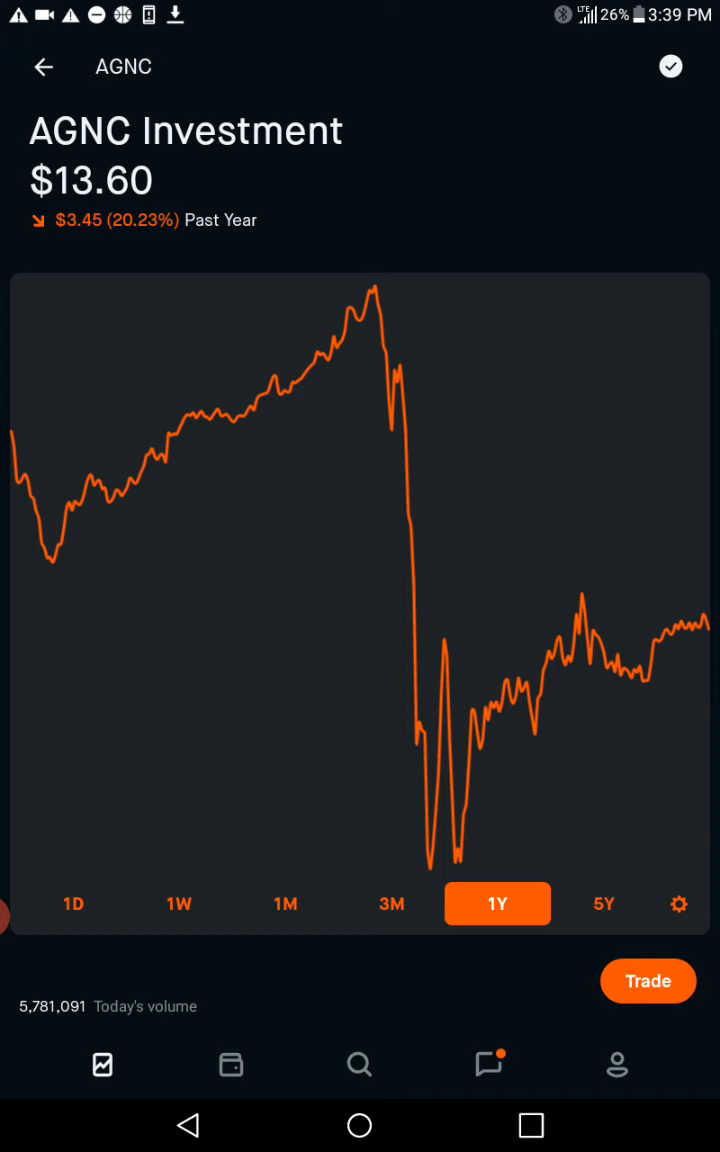 LTE 26% 3:39 PM
AGNC
AGNC Investment
$13.60
$3.45 (20.23%) Past Year
1D 1W 1M 3M 1Y 5Y
Trade
5,781,091 Today's volume